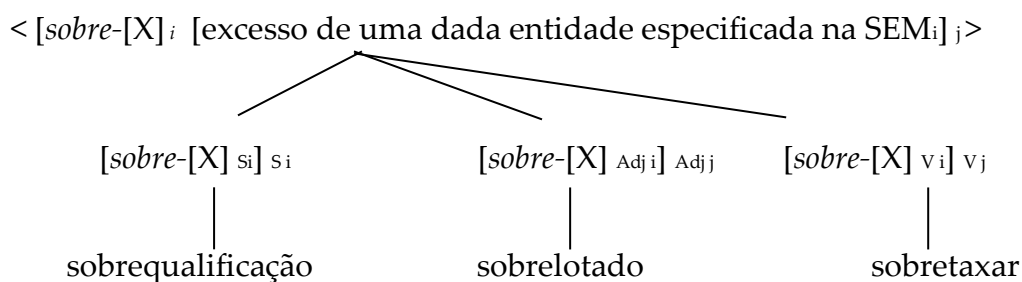 < [sobre-[X] i [excesso de uma dada entidade especificada na SEMi] j>
[sobre-[X] Si] S i [sobre-[X] Adj i] Adj j [sobre-[X] V i] V j
sobrequalificação sobrelotado sobretaxar